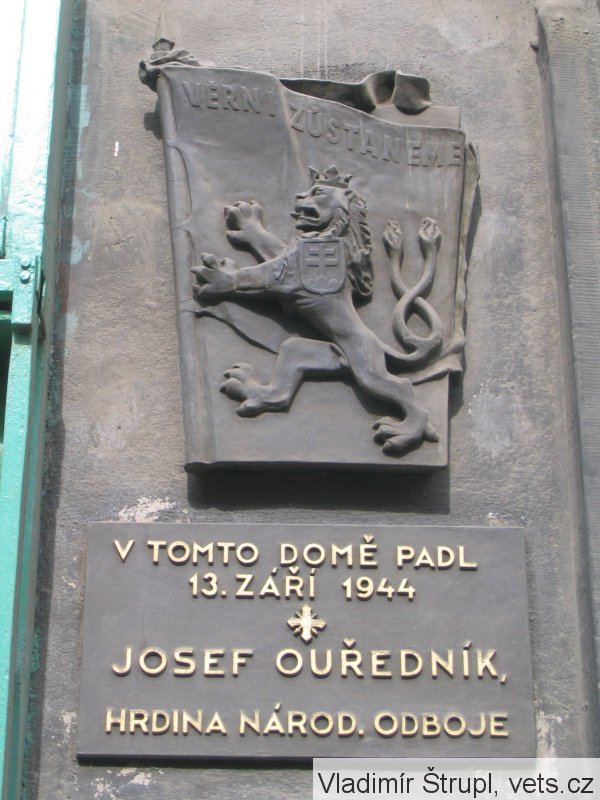 VĚRNI ZŮSTANEME
V TOMTO DOMĚ PADL
13. ZÁŘÍ 1944
JOSEF OUŘEDNÍK,
HRDINA NÁROD. ODBOJE
Vladimír Štrupl, vets.cz